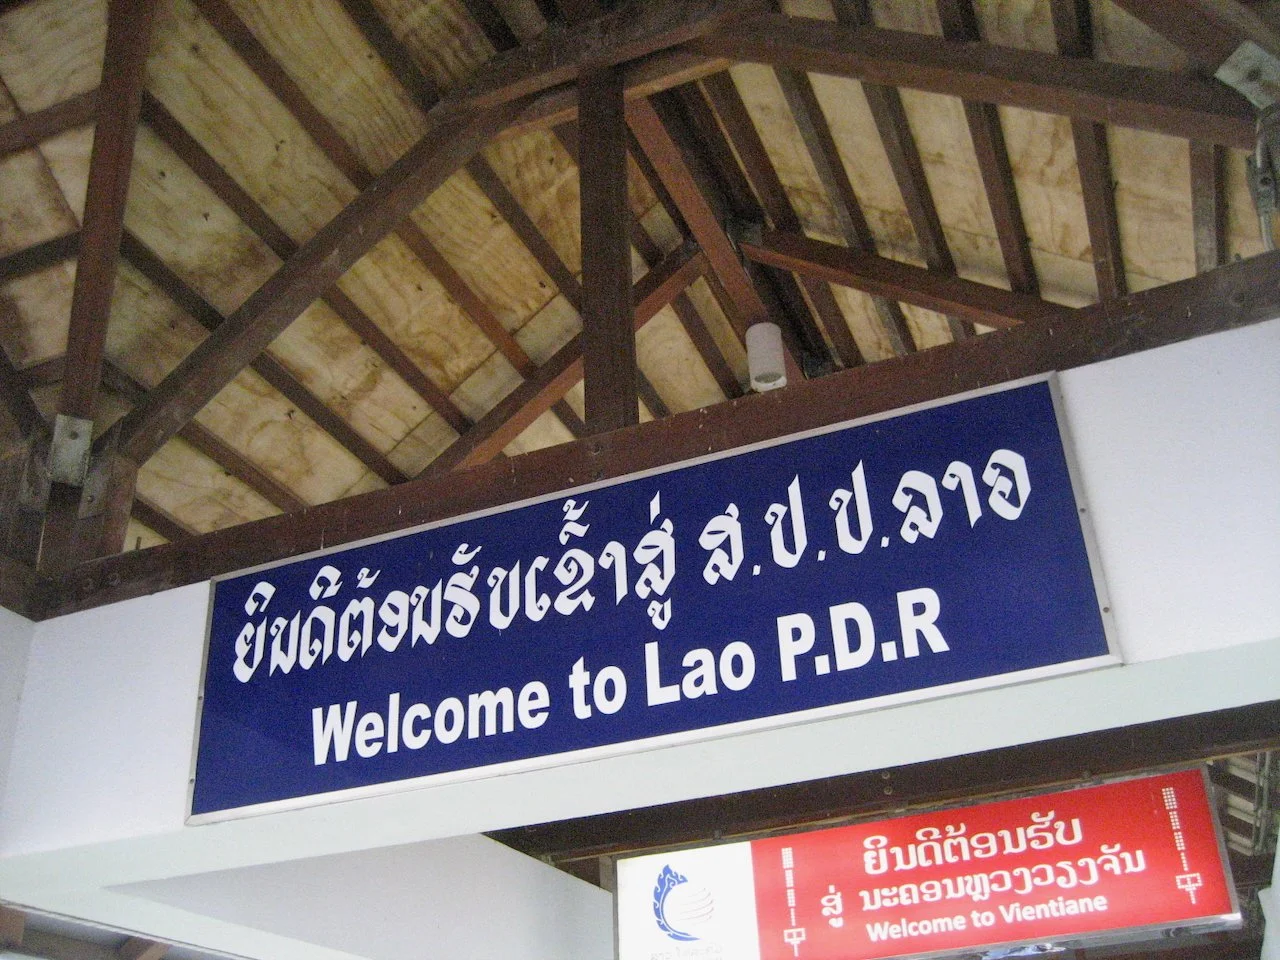 ຍິນດີຕ້ອນຮັບເຂົ້າສູ່ ສ.ປ.ປ.ລາວ
Welcome to Lao P.D.R
ຍິນດີຕ້ອນຮັບ
ສູ່ ນະຄອນຫຼວງວຽງຈັນ
Welcome to Vientiane